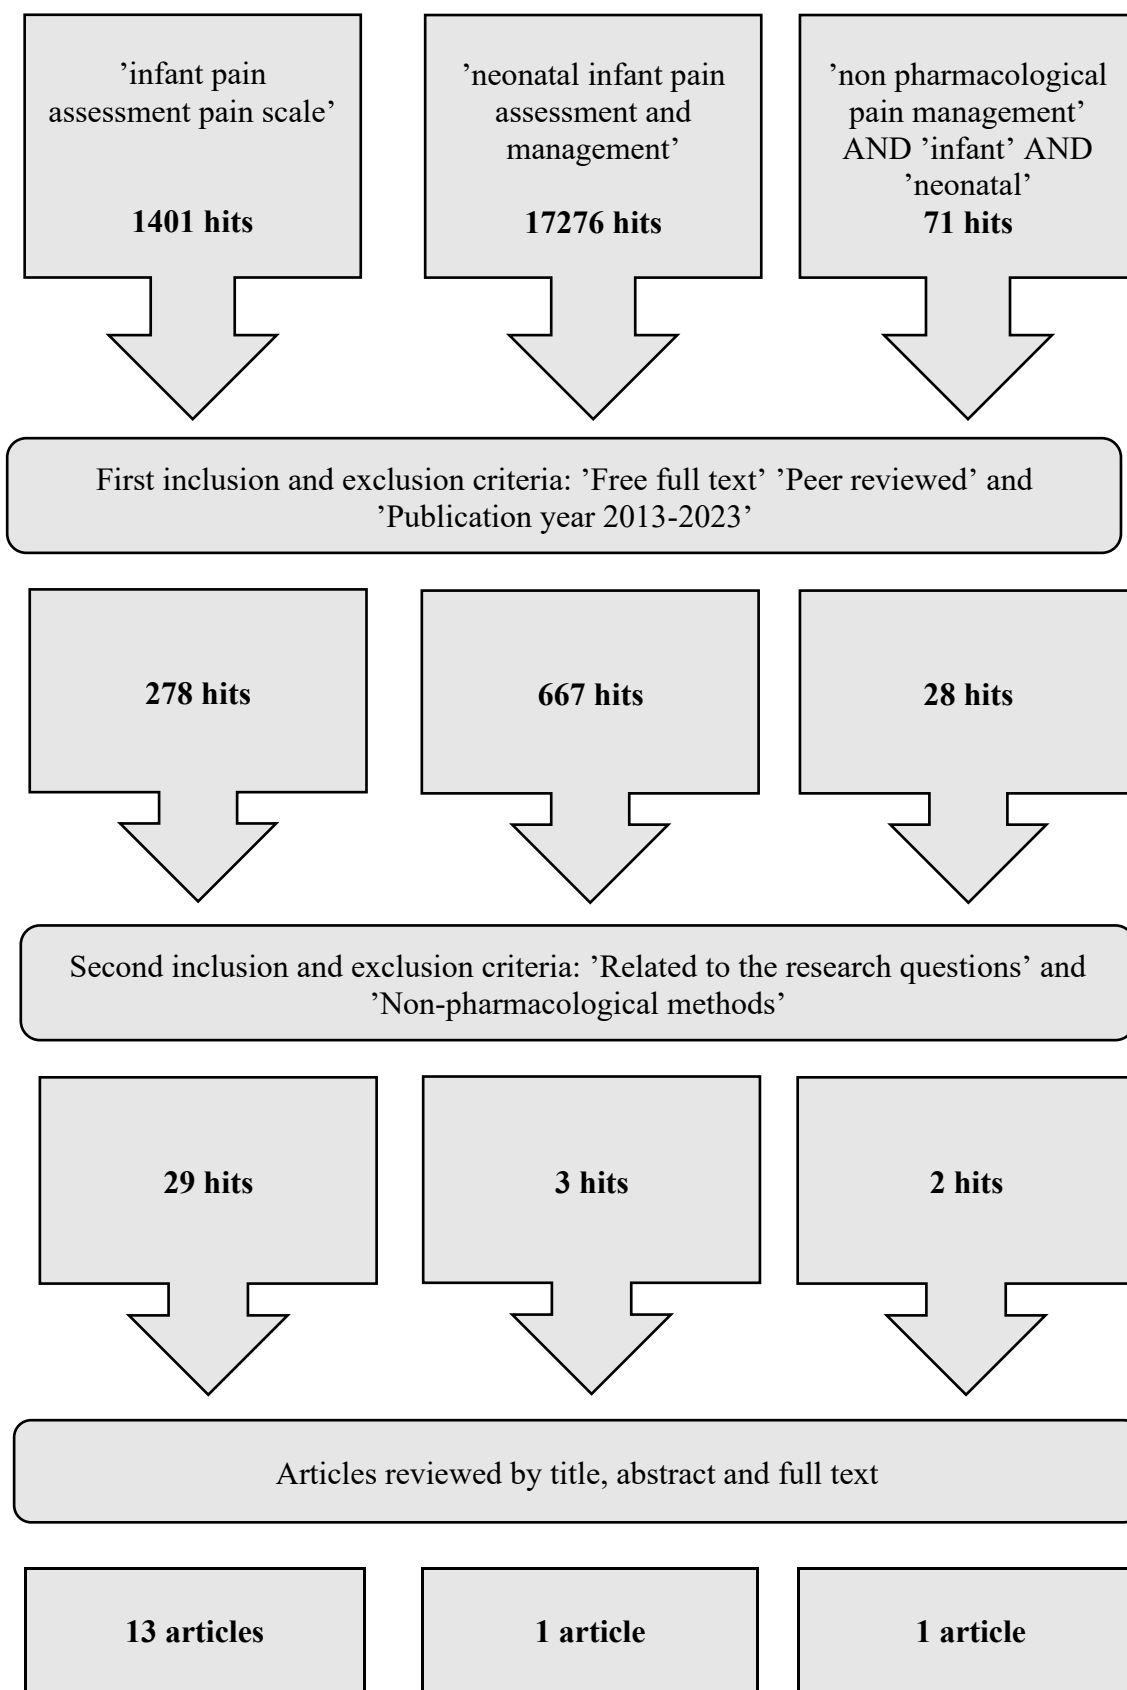 ’infant pain
assessment pain scale’
1401 hits
’neonatal infant pain
assessment and
management’
17276 hits
’non pharmacological
pain management’
AND ’infant’ AND
’neonatal’
71 hits
First inclusion and exclusion criteria: ’Free full text’ ’Peer reviewed’ and
’Publication year 2013-2023’
278 hits
667 hits
28 hits
Second inclusion and exclusion criteria: ’Related to the research questions’ and
’Non-pharmacological methods’
29 hits
3 hits
2 hits
Articles reviewed by title, abstract and full text
13 articles
1 article
1 article